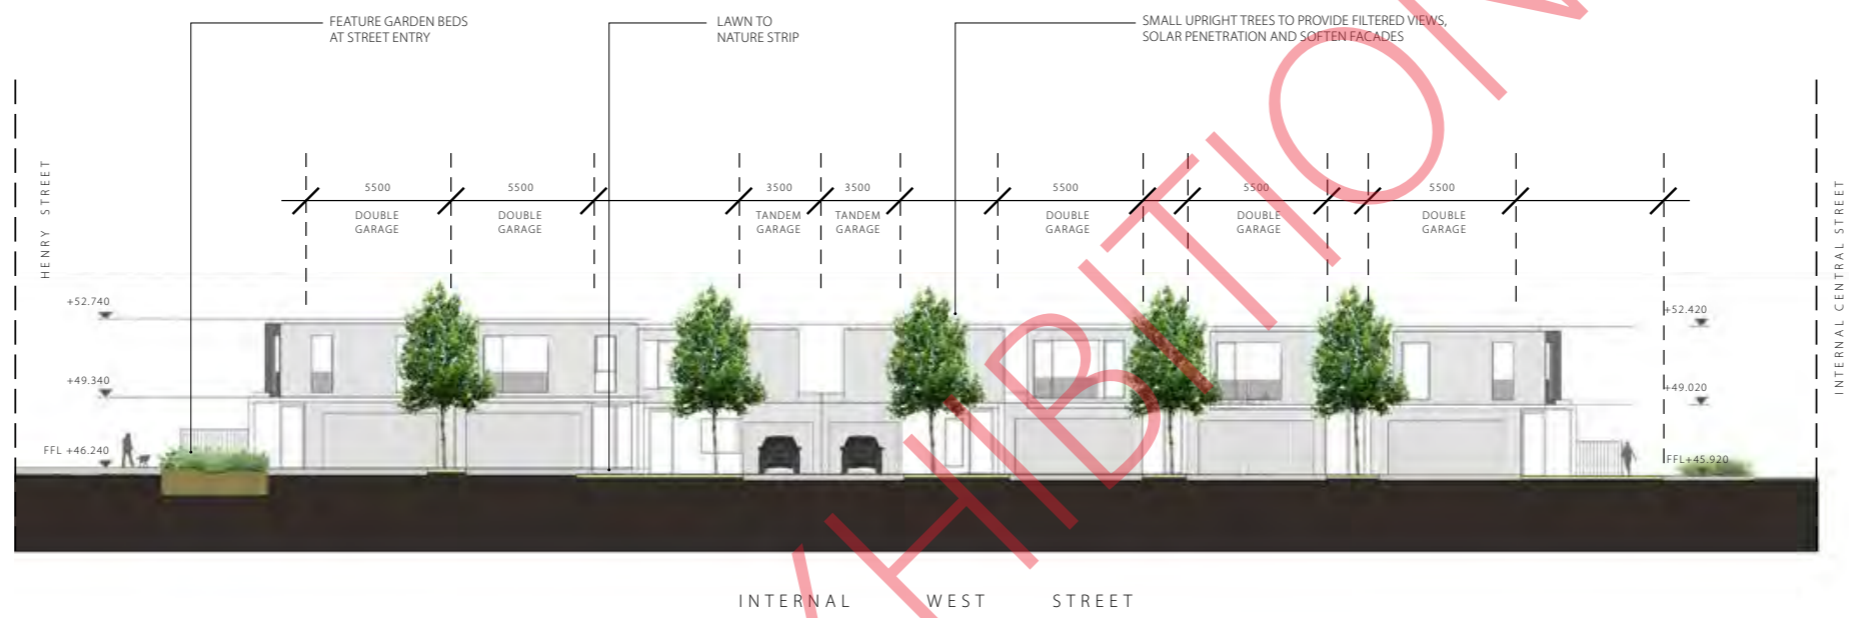 FEATURE GARDEN BEDS
AT STREET ENTRY
LAWN TO
NATURE STRIP
SMALL UPRIGHT TREES TO PROVIDE FILTERED VIEWS,
SOLAR PENETRATION AND SOFTEN FACADES
HENRY STREET
5500
DOUBLE
GARAGE
5500
DOUBLE
GARAGE
3500
TANDEM
GARAGE
3500
TANDEM
GARAGE
5500
DOUBLE
GARAGE
5500
DOUBLE
GARAGE
5500
DOUBLE
GARAGE
INTERNAL CENTRAL STREET
+52.740
+49.340
FFL +46.240
+52.420
+49.020
FFL+45.920
INTERNAL WEST STREET
XHIBITION